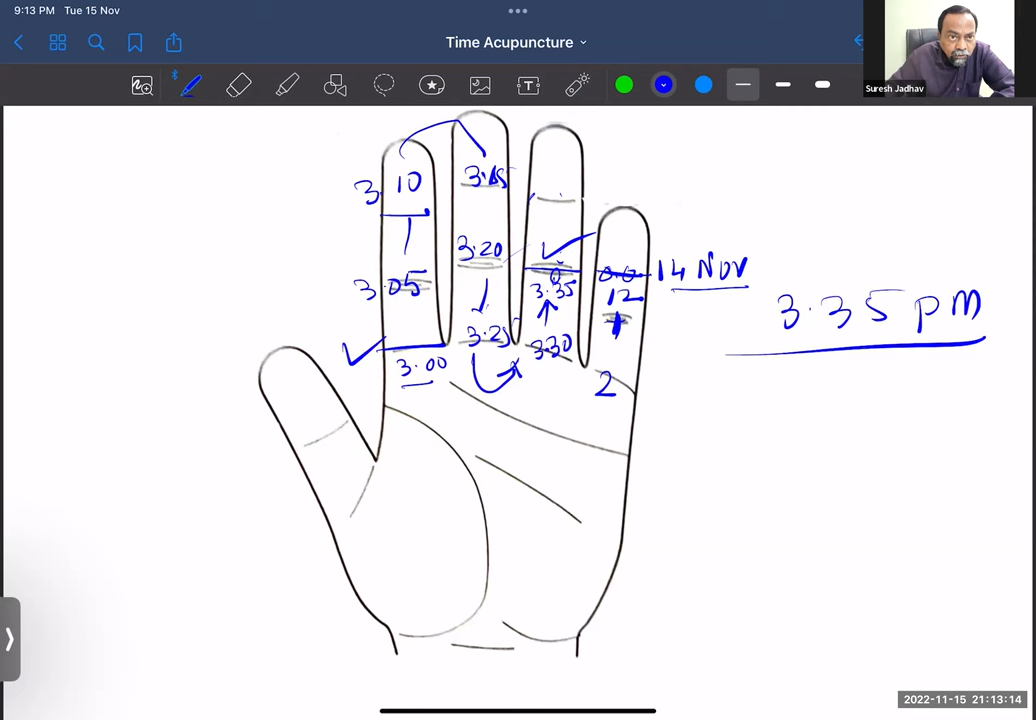 9:13 PM Tue 15 Nov
Time Acupuncture
Suresh Jadhav
3.10
3.15
3.20
3.05
3.25
3.35
3.30
3.00
12
1
2
14 Nov
3.35 pm
2022-11-15 21:13:14